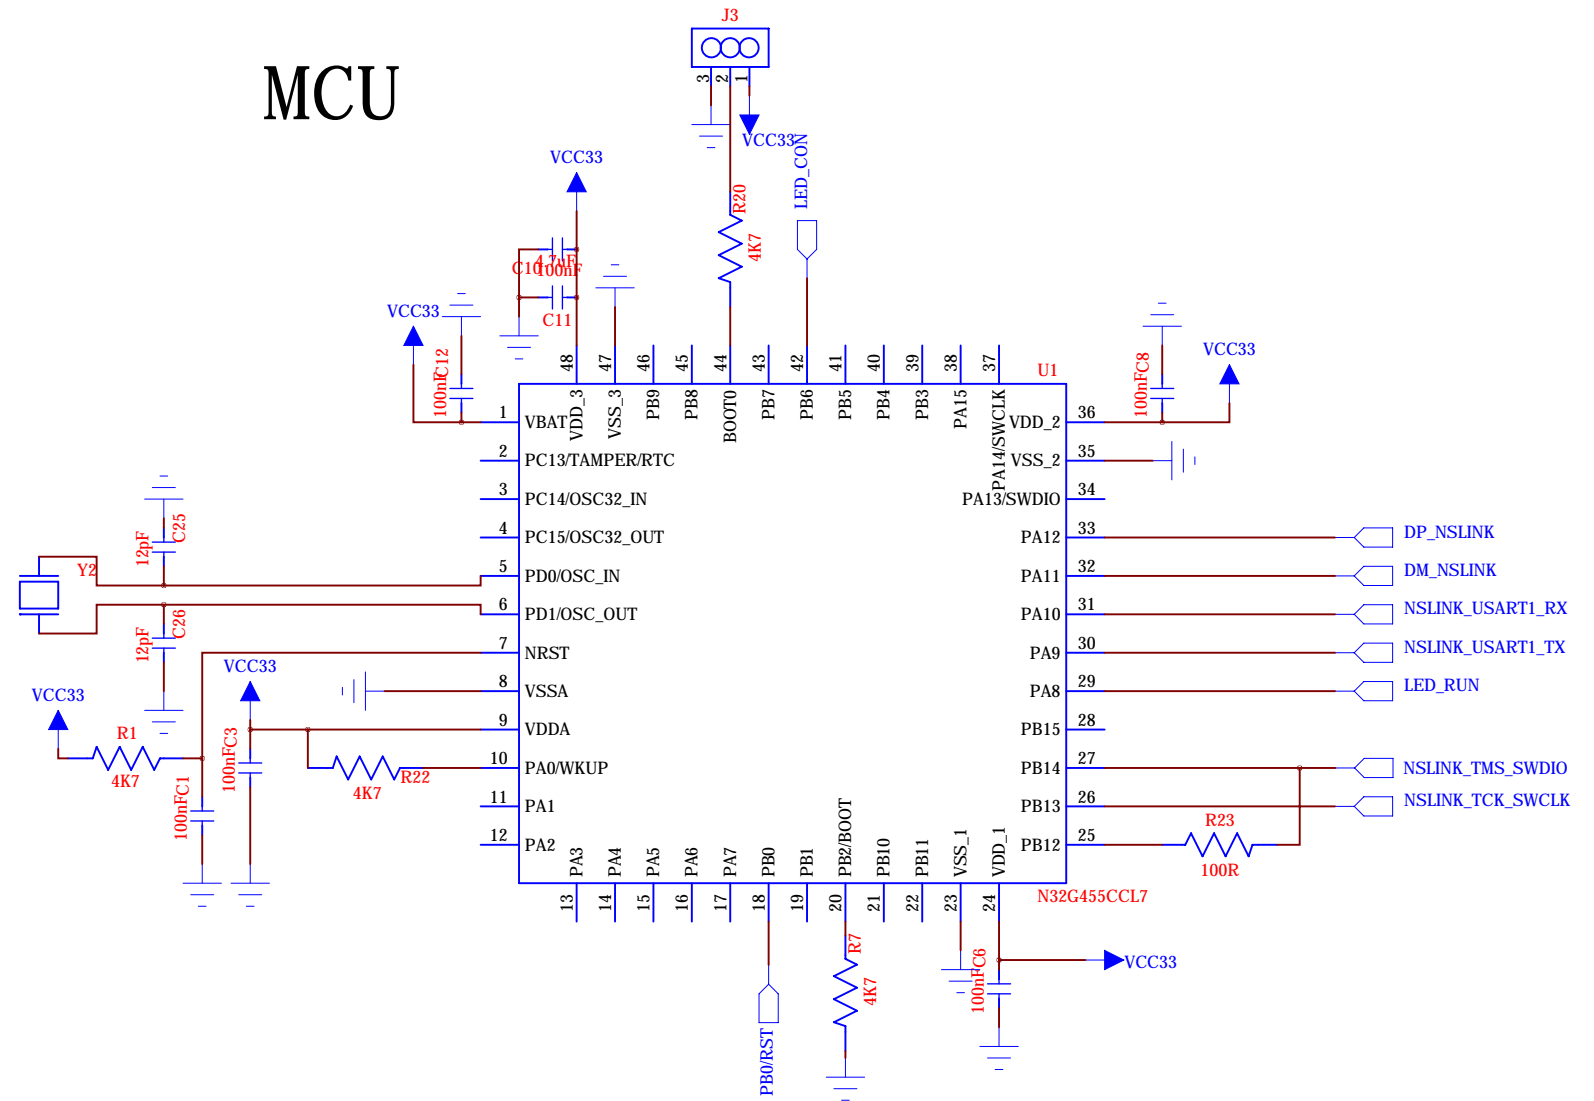 MCU
J3
3
2
1
VCC33
LED_CON
R20
4K7
VCC33
4.7uF
C10
100nF
C11
VCC33
C12
100nF
48
47
46
45
44
43
42
41
40
39
38
37
VDD_3
VSS_3
PB9
PB8
BOOT0
PB7
PB6
PB5
PB4
PB3
PA15
PA14/SWCLK
U1
C8
100nF
VCC33
1
VBAT
2
PC13/TAMPER/RTC
3
PC14/OSC32_IN
4
PC15/OSC32_OUT
5
PD0/OSC_IN
6
PD1/OSC_OUT
7
NRST
8
VSSA
9
VDDA
10
PA0/WKUP
11
PA1
12
PA2
VDD_2
36
VSS_2
35
PA13/SWDIO
34
PA12
33
DP_NSLINK
PA11
32
DM_NSLINK
PA10
31
NSLINK_USART1_RX
PA9
30
NSLINK_USART1_TX
PA8
29
LED_RUN
PB15
28
PB14
27
NSLINK_TMS_SWDIO
PB13
26
NSLINK_TCK_SWCLK
PB12
25
R23
100R
C25
12pF
Y2
C26
12pF
VCC33
R1
4K7
100nF
C1
VCC33
100nF
C3
4K7
R22
PA3
PA4
PA5
PA6
PA7
PB0
PB1
PB2/BOOT
PB10
PB11
VSS_1
VDD_1
13
14
15
16
17
18
19
20
21
22
23
24
N32G455CCL7
PB0/RST
R7
4K7
100nF
C6
VCC33